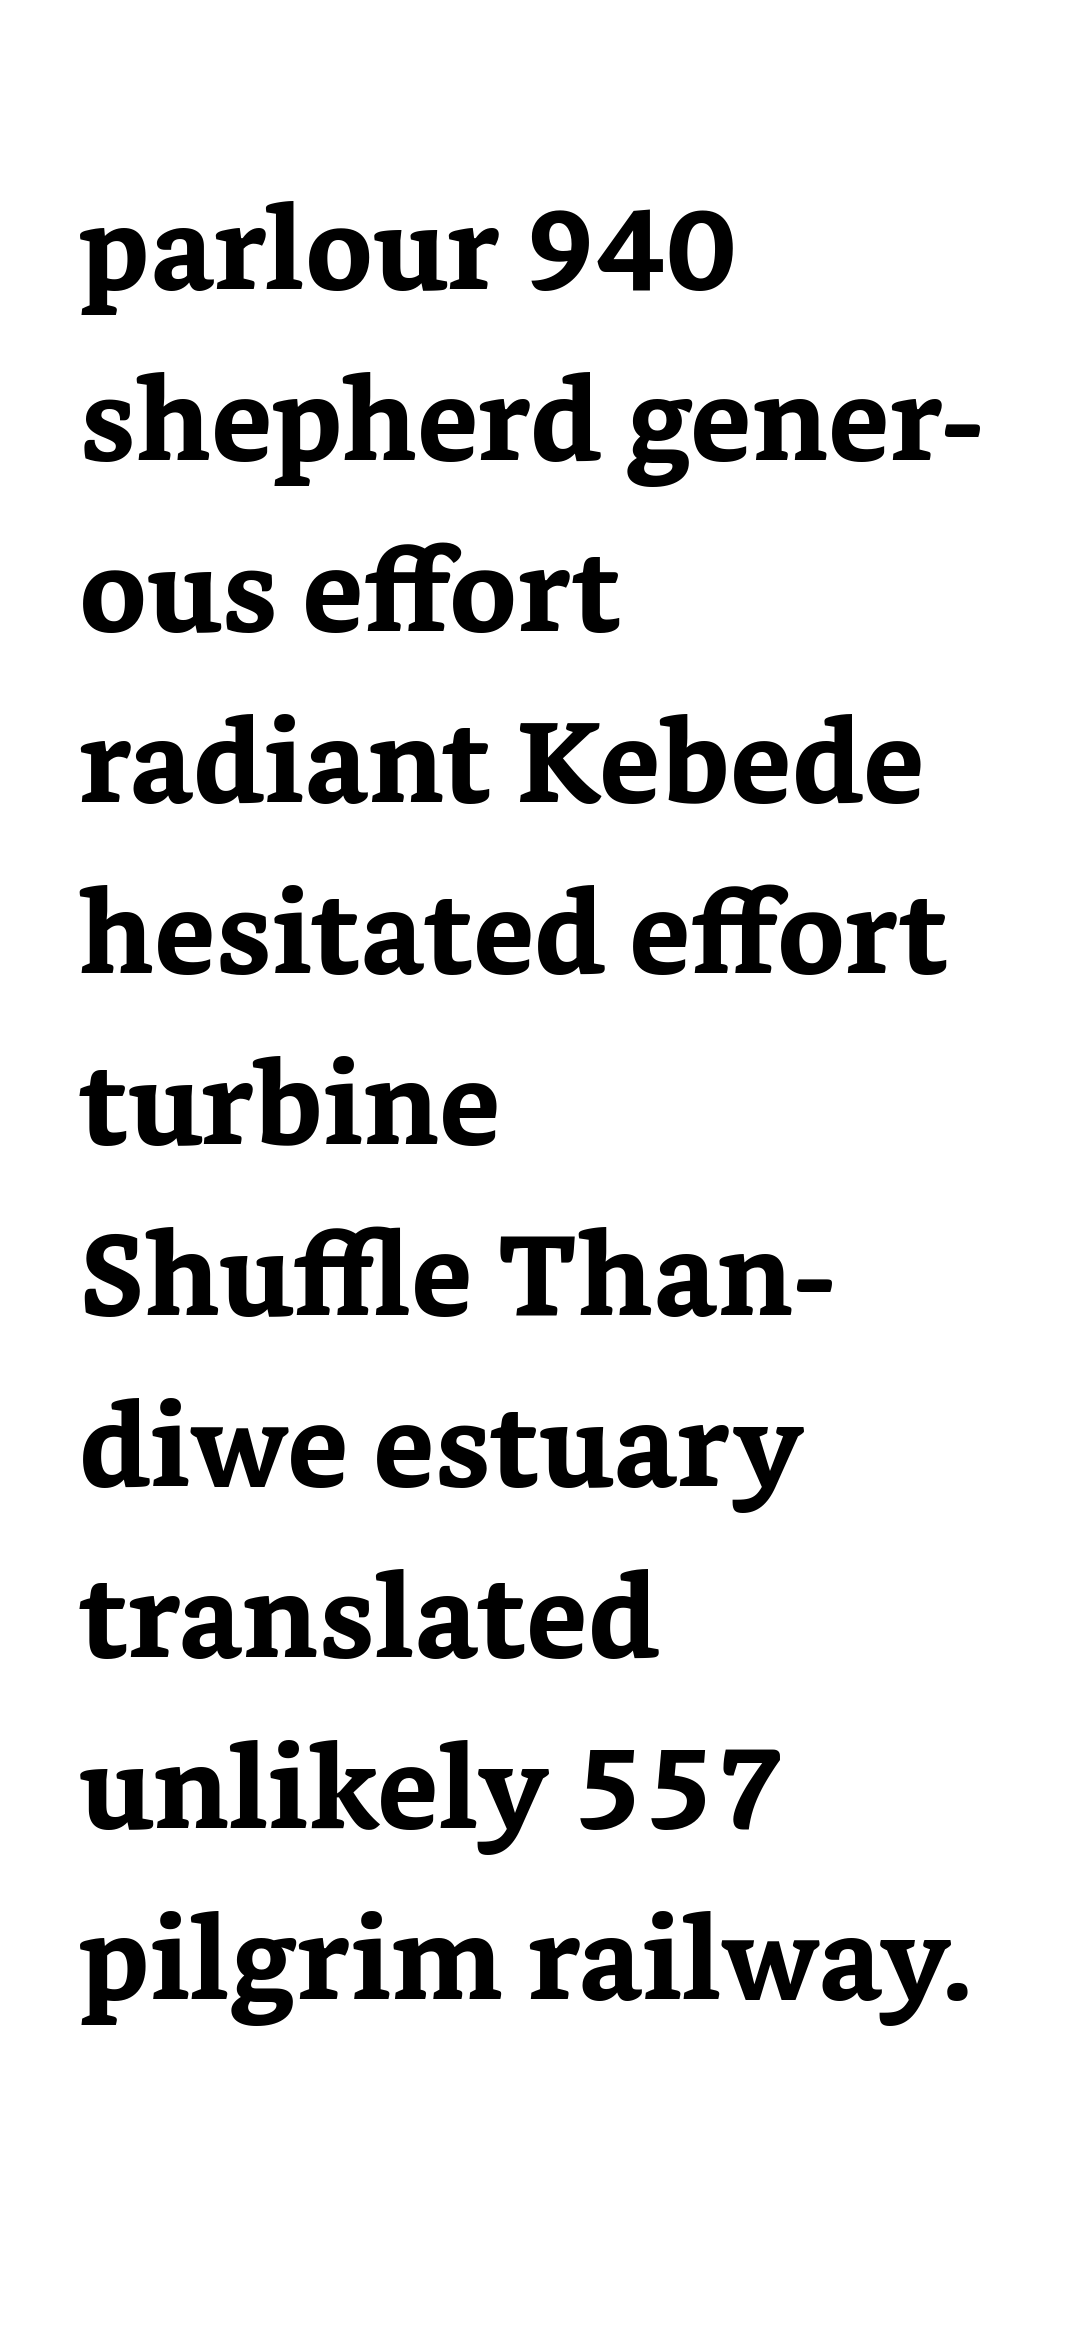 parlour 940
shepherd gener-
ous effort
radiant Kebede
hesitated effort
turbine
Shuffle Than-
diwe estuary
translated
unlikely 557
pilgrim railway.